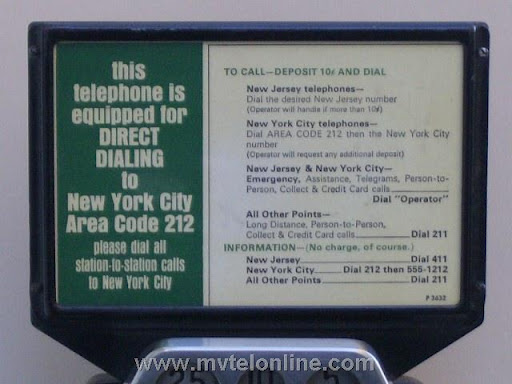 this
telephone is
equipped for
DIRECT
DIALING
to
New York City
Area Code 212
please dial all
station-to-station calls
to New York City
TO CALL—DEPOSIT 10¢ AND DIAL
New Jersey telephones—
Dial the desired New Jersey number
(Operator will handle if more than 10¢)
New York City telephones—
Dial AREA CODE 212 then the New York City
number
(Operator will request any additional deposit)
New Jersey & New York City—
Emergency, Assistance, Telegrams, Person-to-
Person, Collect & Credit Card calls
Dial "Operator"
All Other Points—
Long Distance, Person-to-Person,
Collect & Credit Card calls Dial 211
INFORMATION—(No charge, of course.)
New Jersey Dial 411
New York City Dial 212 then 555-1212
All Other Points Dial 211
P 3432
25 10 5
www.mytelonline.com